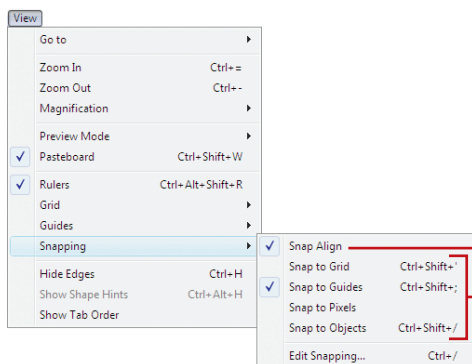 View
Go to
Zoom In Ctrl+=
Zoom Out Ctrl+-
Magnification
Preview Mode
Pasteboard Ctrl+Shift+W
Rulers Ctrl+Alt+Shift+R
Grid
Guides
Snapping
Hide Edges Ctrl+H
Show Shape Hints Ctrl+Alt+H
Show Tab Order
Snap Align
Snap to Grid Ctrl+Shift+'
Snap to Guides Ctrl+Shift+;
Snap to Pixels
Snap to Objects Ctrl+Shift+/
Edit Snapping... Ctrl+/